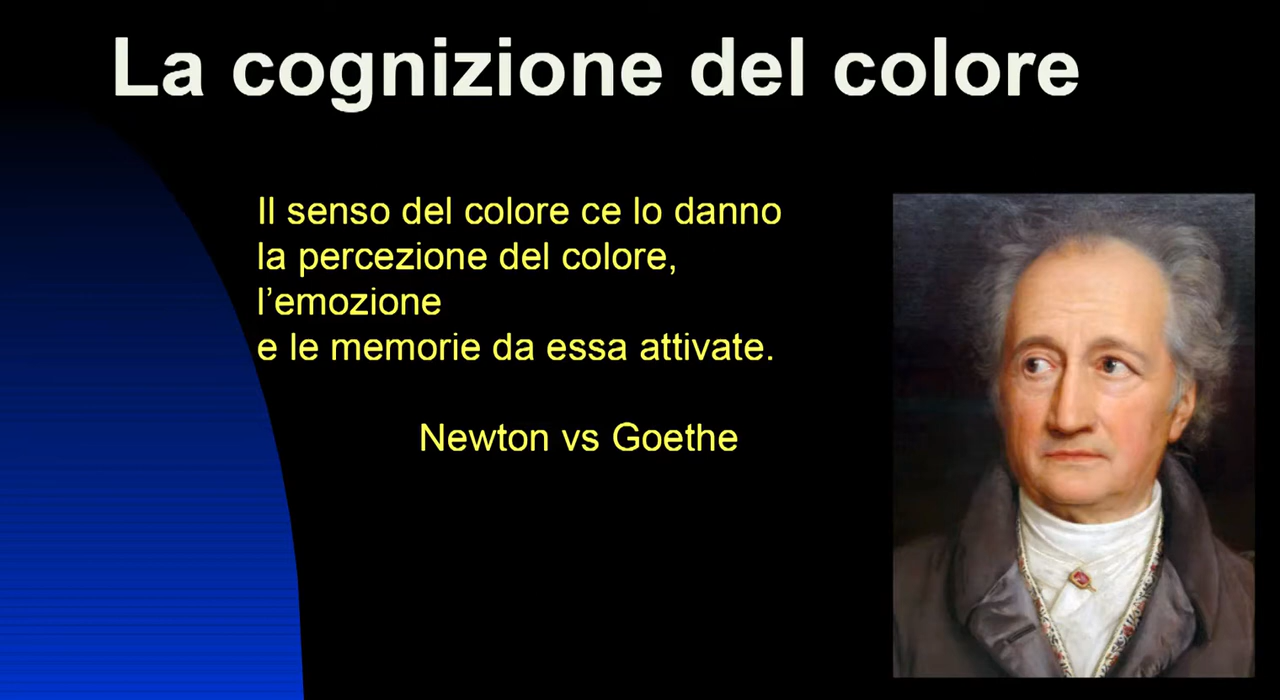 La cognizione del colore
Il senso del colore ce lo danno
la percezione del colore,
l’emozione
e le memorie da essa attivate.
Newton vs Goethe